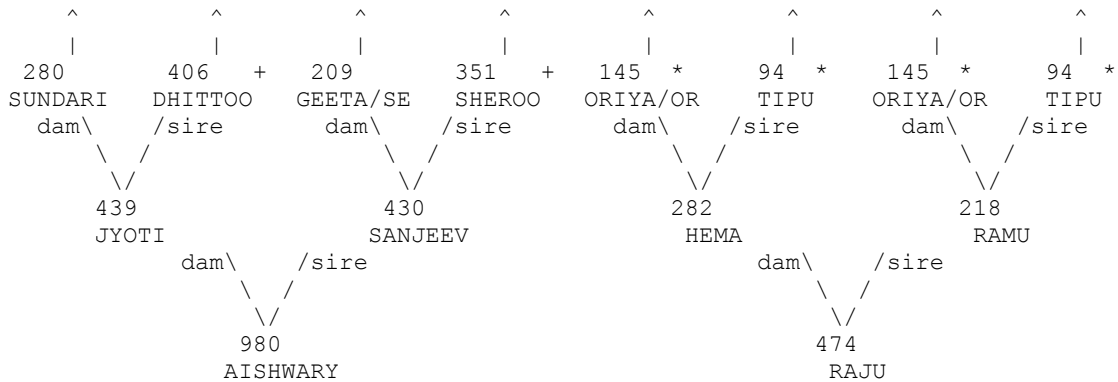 ^ ^ ^ ^ ^ ^ ^ ^
| | | | | | | |
280 406 + 209 351 + 145 * 94 * 145 * 94 *
SUNDARI DHITTOO GEETA/SE SHEROO ORIYA/OR TIPU ORIYA/OR TIPU
dam\ /sire dam\ /sire dam\ /sire dam\ /sire
\ / \ / \ / \ /
\/ \/ \/ \/
439 430 282 218
JYOTI SANJEEV HEMA RAMU
dam\ /sire dam\ /sire
\ / \ /
\/ \/
980 474
AISHWARY RAJU